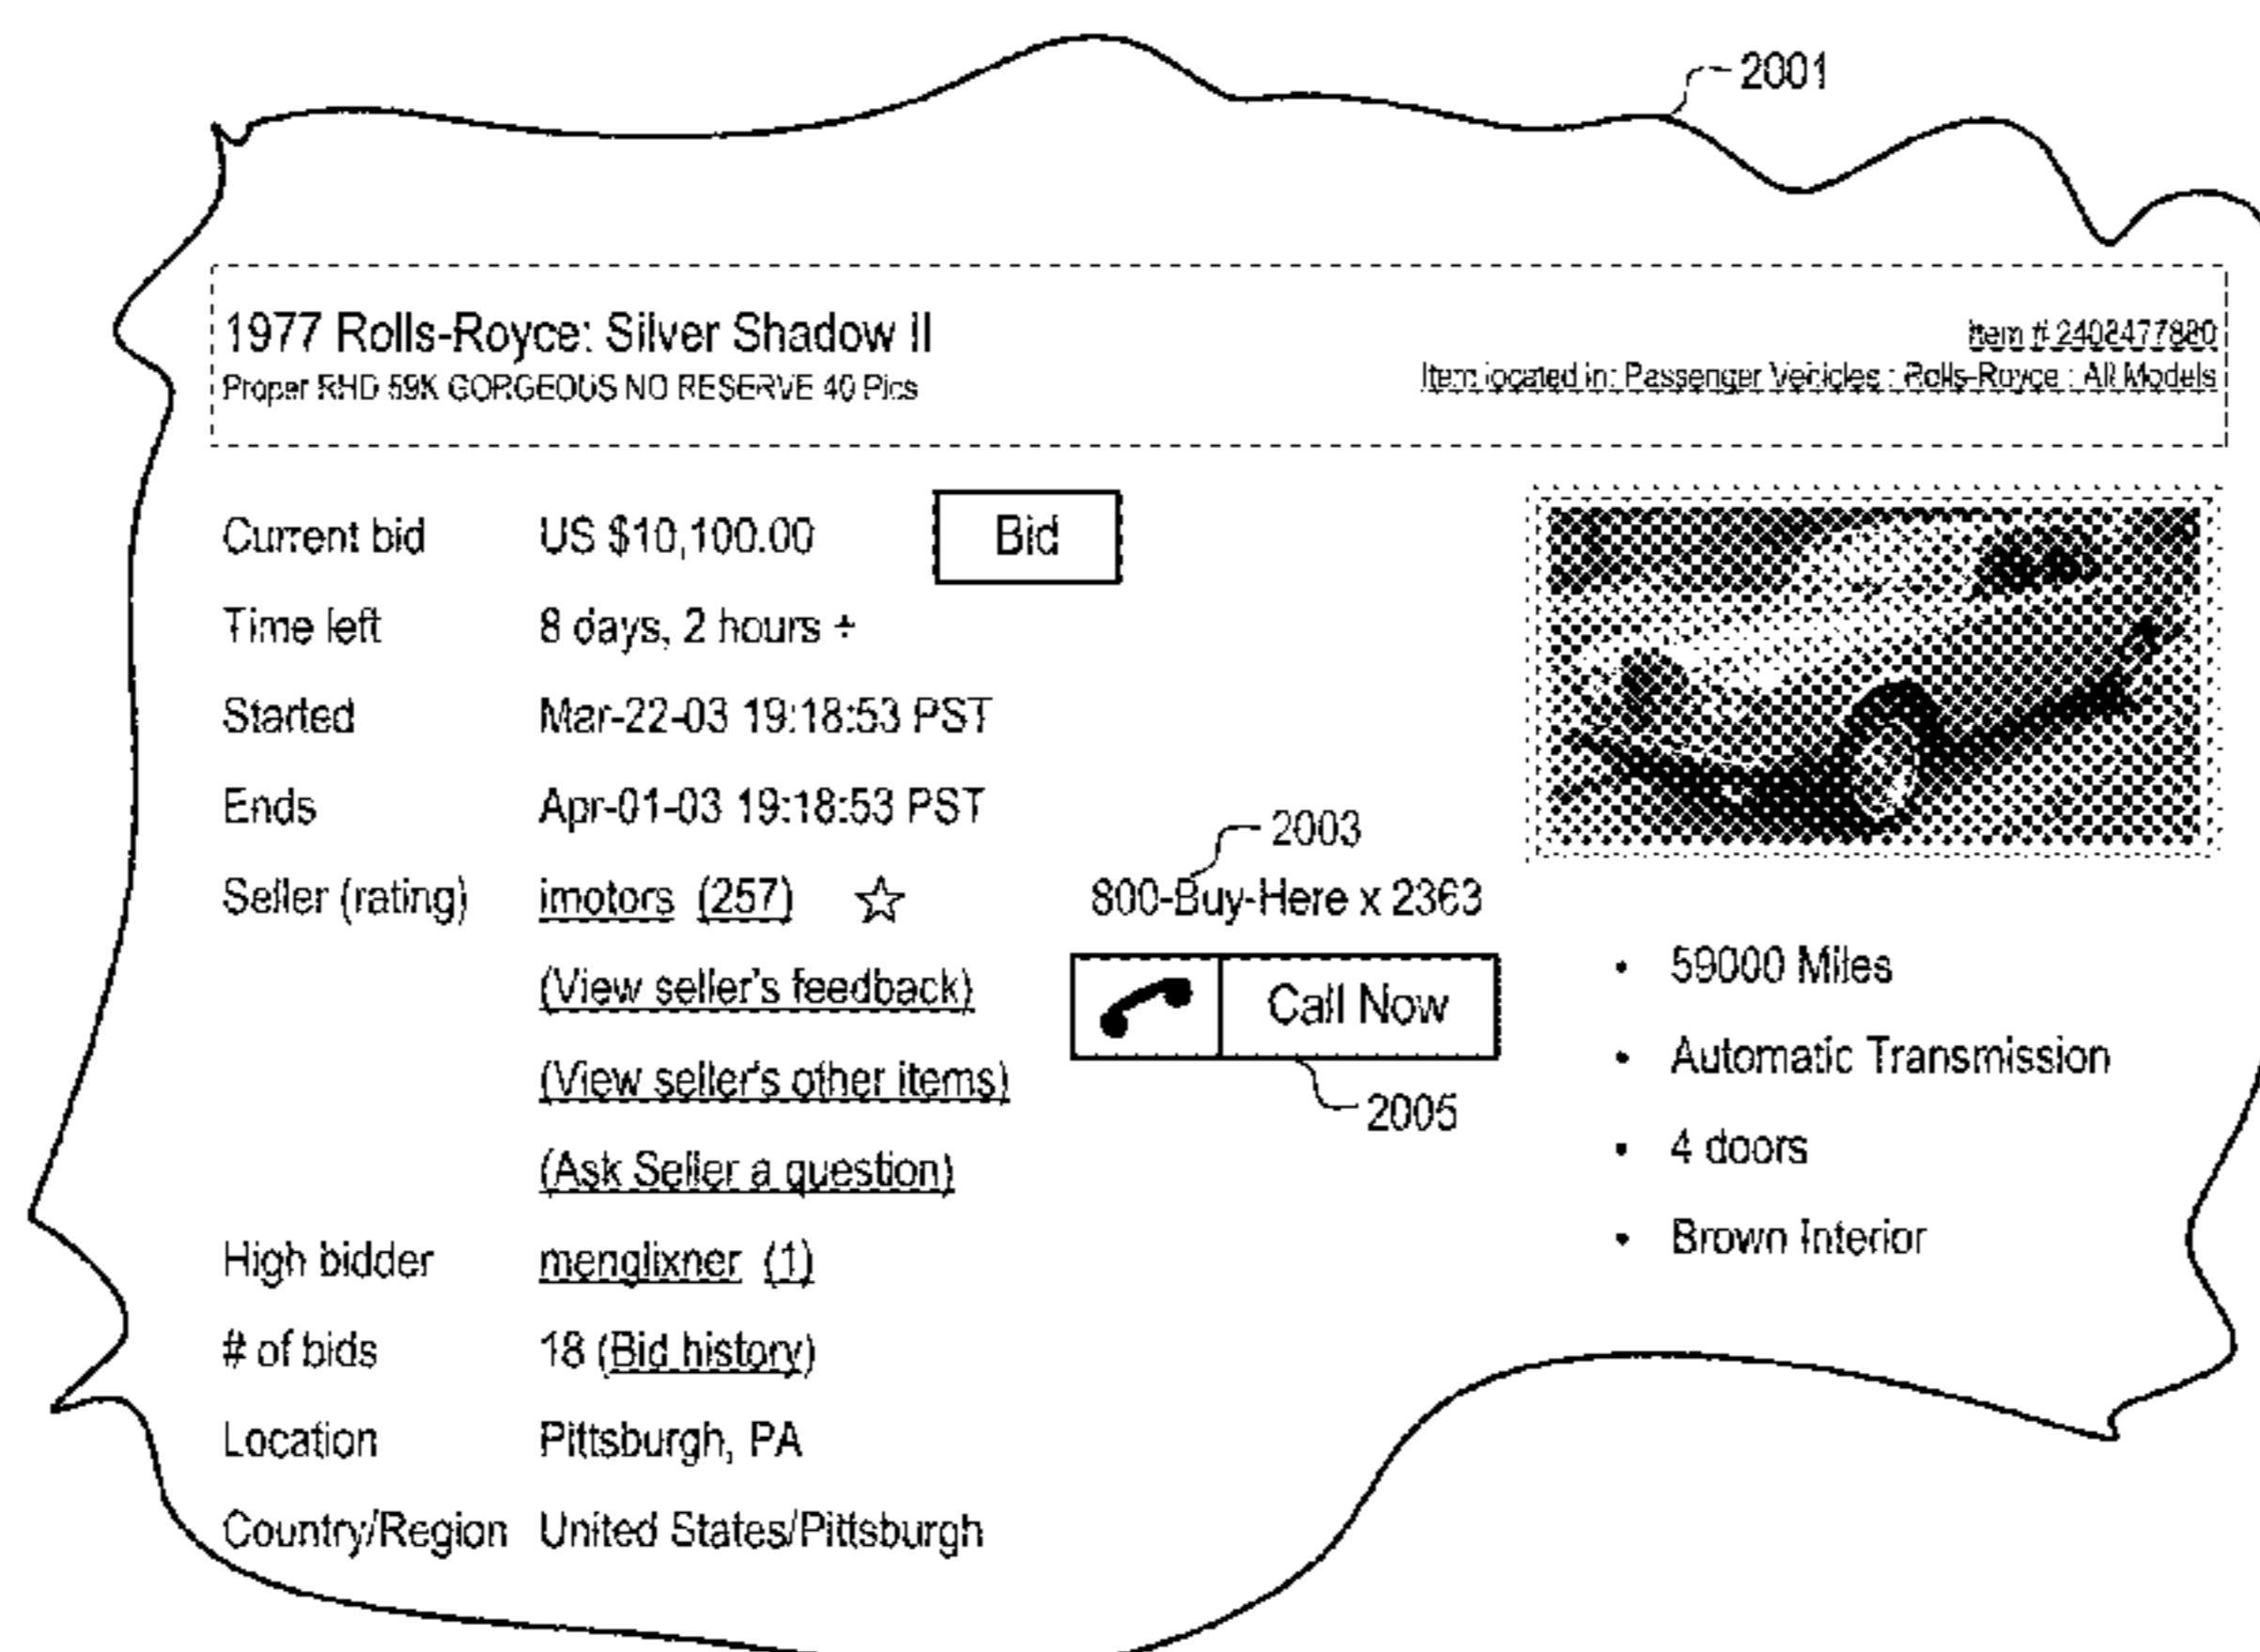 2001
1977 Rolls-Royce: Silver Shadow II
Proper RHD 59K GORGEOUS NO RESERVE 40 Pics
Item # 2402477880
Item located in: Passenger Vehicles : Rolls-Royce : All Models
Current bid US $10,100.00 Bid
Time left 8 days, 2 hours +
Started Mar-22-03 19:18:53 PST
Ends Apr-01-03 19:18:53 PST
2003
Seller (rating) imotors (257) ☆ 800-Buy-Here x 2363
(View seller's feedback) Call Now
(View seller's other items)
2005
(Ask Seller a question)
• 59000 Miles
• Automatic Transmission
• 4 doors
• Brown Interior
High bidder menglixner (1)
# of bids 18 (Bid history)
Location Pittsburgh, PA
Country/Region United States/Pittsburgh